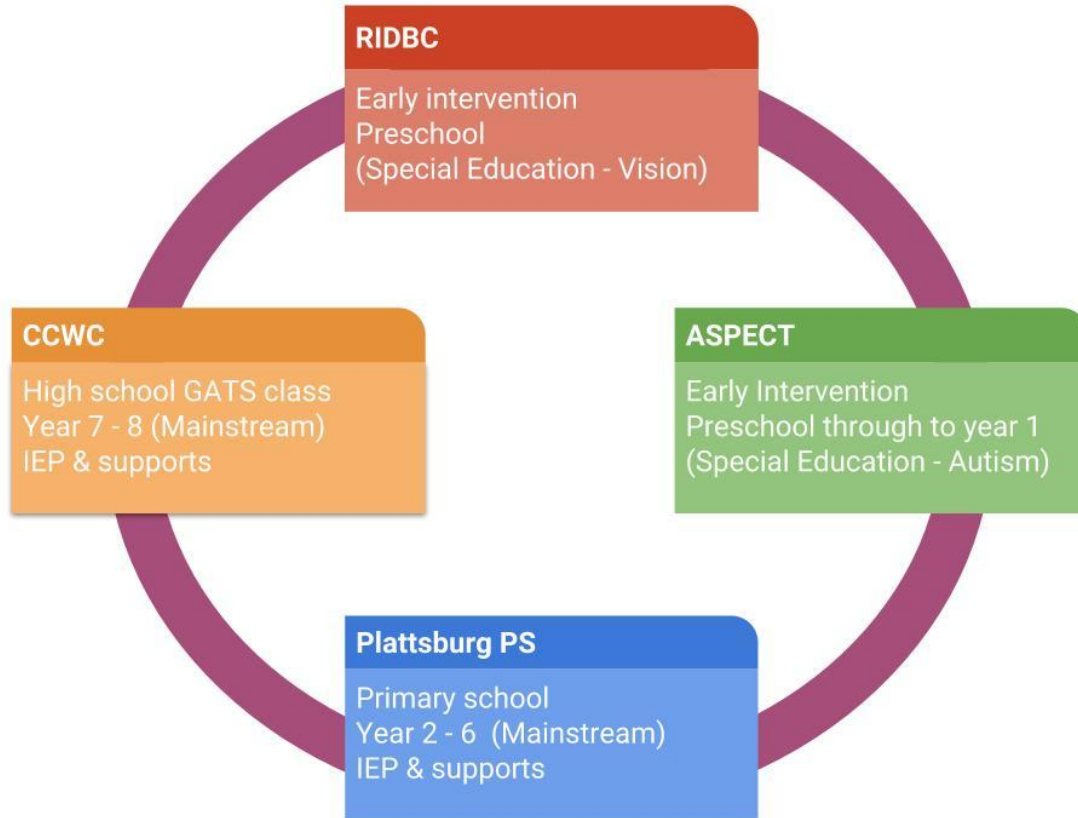 RIDBC
Early intervention
Preschool
(Special Education - Vision)
ASPECT
Early Intervention
Preschool through to year 1
(Special Education - Autism)
Plattsburg PS
Primary school
Year 2 - 6 (Mainstream)
IEP & supports
CCWC
High school GATS class
Year 7 - 8 (Mainstream)
IEP & supports